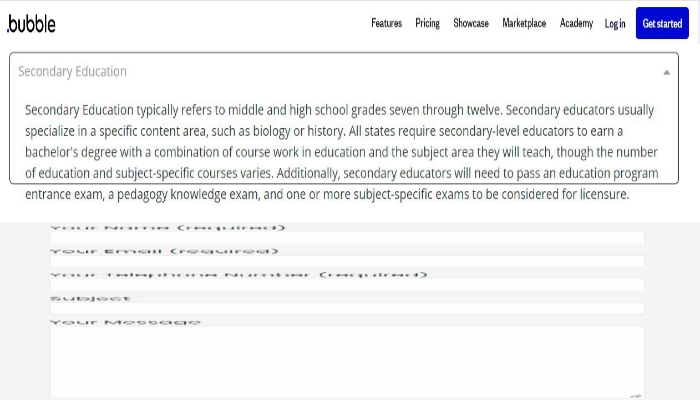 .bubble
Features Pricing Showcase Marketplace Academy Log in Get started
Secondary Education
Secondary Education typically refers to middle and high school grades seven through twelve. Secondary educators usually
specialize in a specific content area, such as biology or history. All states require secondary-level educators to earn a
bachelor's degree with a combination of course work in education and the subject area they will teach, though the number
of education and subject-specific courses varies. Additionally, secondary educators will need to pass an education program
entrance exam, a pedagogy knowledge exam, and one or more subject-specific exams to be considered for licensure.
Your Name (required)
Your Email (required)
Your Telephone Number (required)
Subject
Your Message